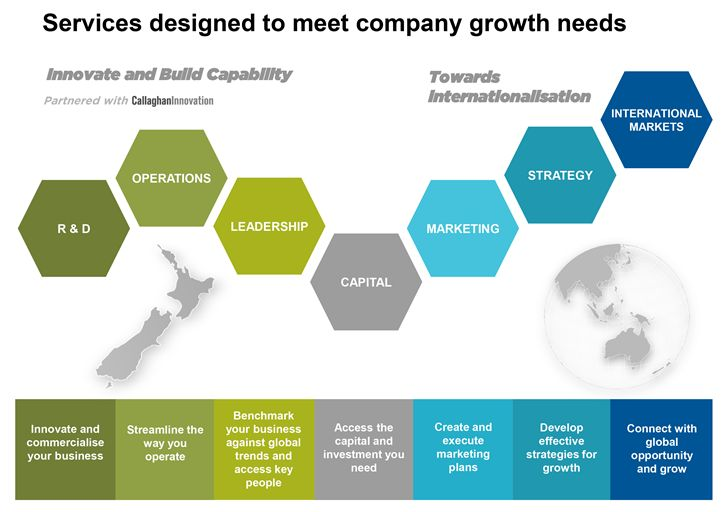 Services designed to meet company growth needs
Innovate and Build Capability
Partnered with CallaghanInnovation
Towards
Internationalisation
INTERNATIONAL
MARKETS
OPERATIONS
STRATEGY
R & D
LEADERSHIP
MARKETING
CAPITAL
Innovate and
commercialise
your business
Streamline the
way you
operate
Benchmark
your business
against global
trends and
access key
people
Access the
capital and
investment you
need
Create and
execute
marketing
plans
Develop
effective
strategies for
growth
Connect with
global
opportunity
and grow